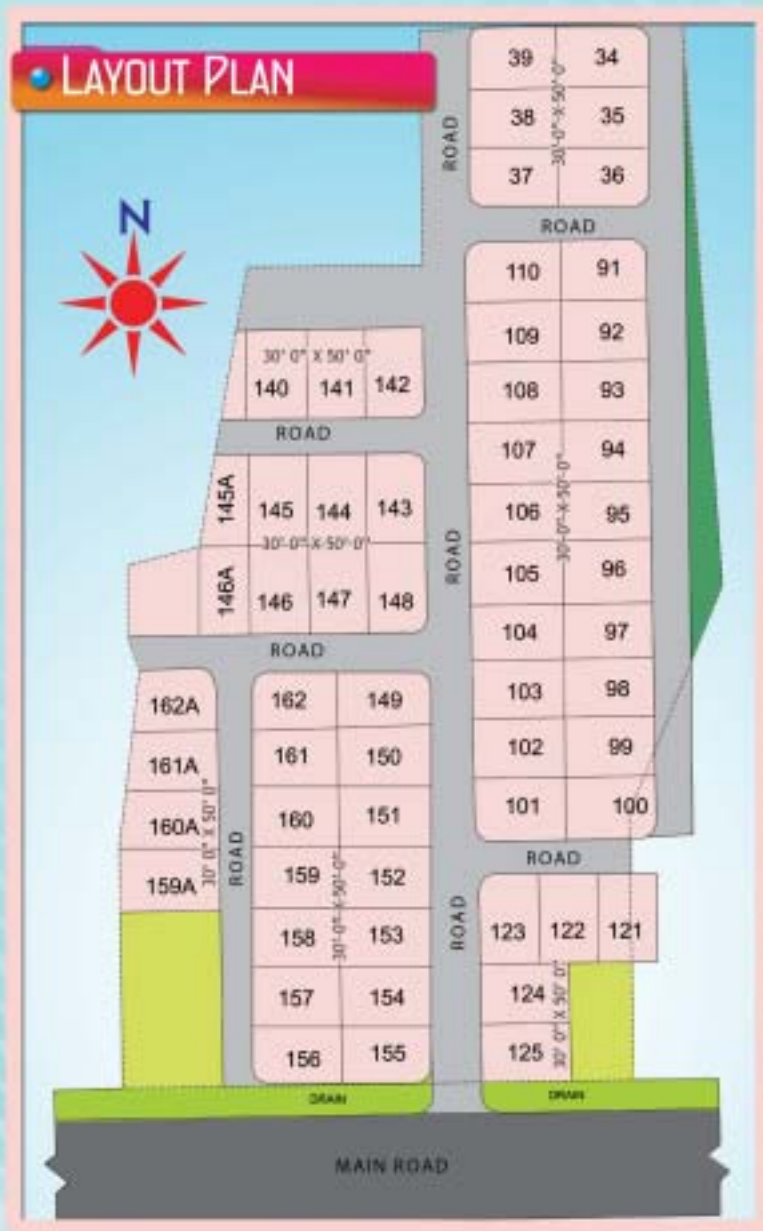 LAYOUT PLAN
N
39 34
38 35
37 36
30'-0"-X-50'-0"
ROAD
ROAD
110 91
109 92
108 93
107 94
106 95
105 96
104 97
103 98
102 99
101 100
30'-0"-X-50'-0"
30' 0" X 50' 0"
140 141 142
ROAD
145A 145 144 143
30'-0" X 50'-0"
146A 146 147 148
ROAD
ROAD
162A
161A
160A
159A
30' 0" X 50' 0"
ROAD
162 149
161 150
160 151
159 152
158 153
157 154
156 155
30'-0"-X-50'-0"
ROAD
ROAD
123 122 121
124
125
30' 0" X 50' 0"
DRAIN
DRAIN
MAIN ROAD